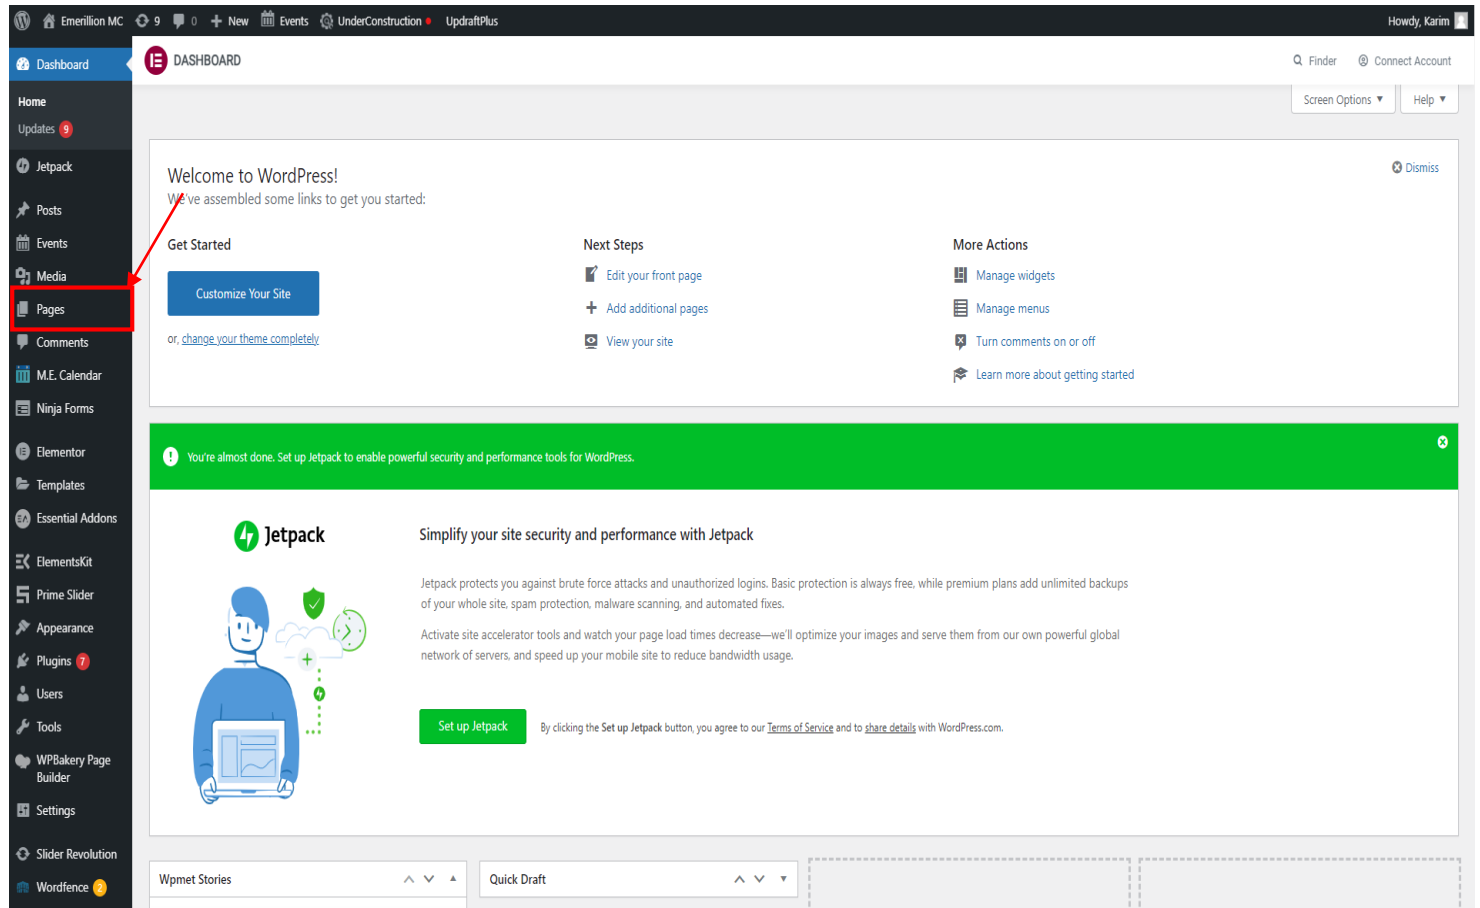 Emerillion MC 9 0 + New Events UnderConstruction UpdraftPlus Howdy, Karim
Dashboard
Home
Updates 9
Jetpack
Posts
Events
Media
Pages
Comments
M.E. Calendar
Ninja Forms
Elementor
Templates
Essential Addons
ElementsKit
Prime Slider
Appearance
Plugins 7
Users
Tools
WPBakery Page
Builder
Settings
Slider Revolution
Wordfence 2
DASHBOARD
Finder Connect Account
Screen Options ▼ Help ▼
Welcome to WordPress!
Dismiss
We've assembled some links to get you started:
Get Started
Customize Your Site
or, change your theme completely
Next Steps
Edit your front page
Add additional pages
View your site
More Actions
Manage widgets
Manage menus
Turn comments on or off
Learn more about getting started
You're almost done. Set up Jetpack to enable powerful security and performance tools for WordPress.
Jetpack
Simplify your site security and performance with Jetpack
Jetpack protects you against brute force attacks and unauthorized logins. Basic protection is always free, while premium plans add unlimited backups
of your whole site, spam protection, malware scanning, and automated fixes.
Activate site accelerator tools and watch your page load times decrease—we'll optimize your images and serve them from our own powerful global
network of servers, and speed up your mobile site to reduce bandwidth usage.
Set up Jetpack
By clicking the Set up Jetpack button, you agree to our Terms of Service and to share details with WordPress.com.
Wpmet Stories
Quick Draft